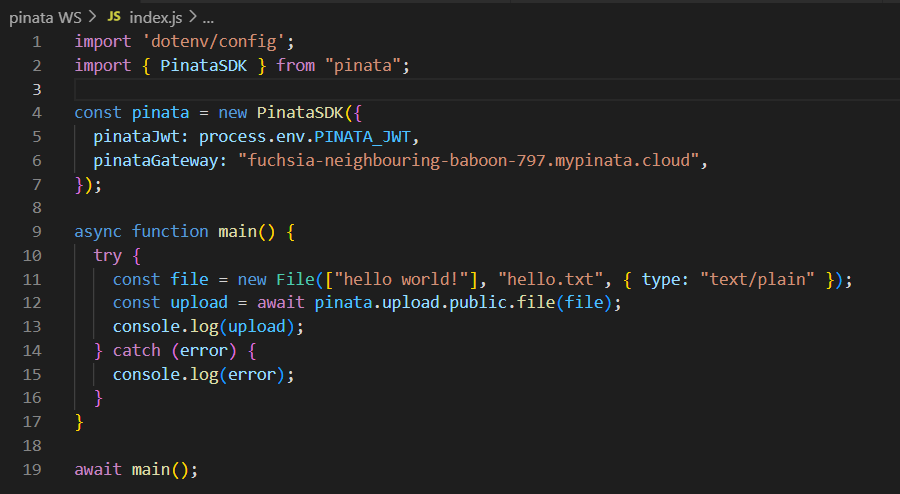 pinata WS > JS index.js > ...
1 import 'dotenv/config';
2 import { PinataSDK } from "pinata";
3
4 const pinata = new PinataSDK({
5   pinataJwt: process.env.PINATA_JWT,
6   pinataGateway: "fuchsia-neighbouring-baboon-797.mypinata.cloud",
7 });
8
9 async function main() {
10   try {
11     const file = new File(["hello world!"], "hello.txt", { type: "text/plain" });
12     const upload = await pinata.upload.public.file(file);
13     console.log(upload);
14   } catch (error) {
15     console.log(error);
16   }
17 }
18
19 await main();